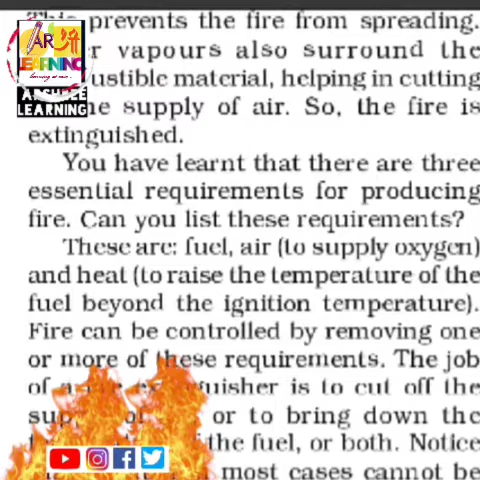 AR
LEARNING
LEARNING
This prevents the fire from spreading.
r vapours also surround the
ustible material, helping in cutting
he supply of air. So, the fire is
extinguished.
You have learnt that there are three
essential requirements for producing
fire. Can you list these requirements?
These are: fuel, air (to supply oxygen)
and heat (to raise the temperature of the
fuel beyond the ignition temperature).
Fire can be controlled by removing one
or more of these requirements. The job
of guisher is to cut off the
or to bring down the
the fuel, or both. Notice
most cases cannot be